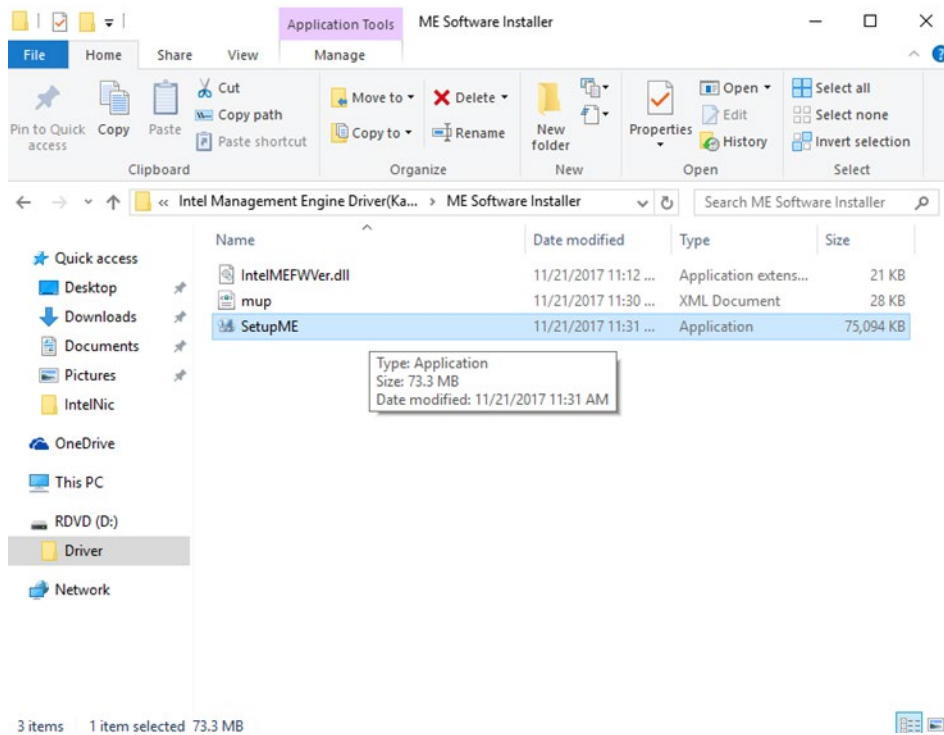 Application Tools ME Software Installer
File Home Share View Manage
Pin to Quick access
Copy
Paste
Cut
Copy path
Paste shortcut
Clipboard
Move to
Copy to
Delete
Rename
Organize
New folder
New
Properties
Open
Edit
History
Open
Select all
Select none
Invert selection
Select
« Intel Management Engine Driver(Ka... › ME Software Installer
Search ME Software Installer
Quick access
Desktop
Downloads
Documents
Pictures
IntelNic
OneDrive
This PC
RDVD (D:)
Driver
Network
Name Date modified Type Size
IntelMEFWVer.dll 11/21/2017 11:12 ... Application extens... 21 KB
mup 11/21/2017 11:30 ... XML Document 28 KB
SetupME 11/21/2017 11:31 ... Application 75,094 KB
Type: Application
Size: 73.3 MB
Date modified: 11/21/2017 11:31 AM
3 items 1 item selected 73.3 MB